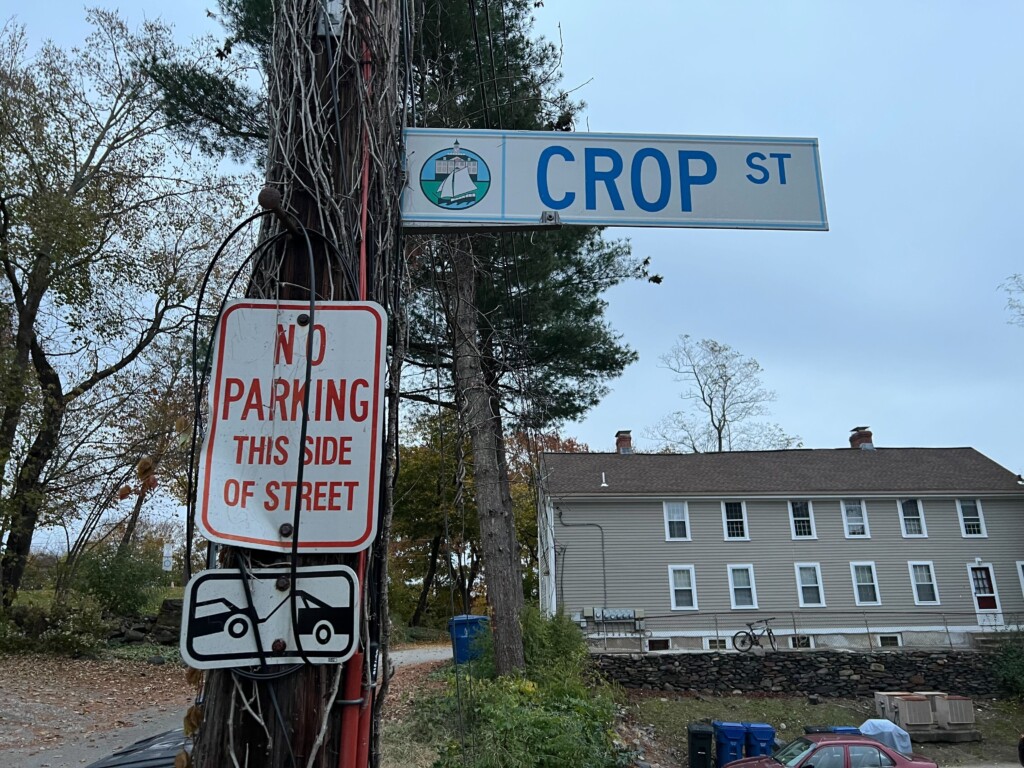 CROP ST
NO
PARKING
THIS SIDE
OF STREET